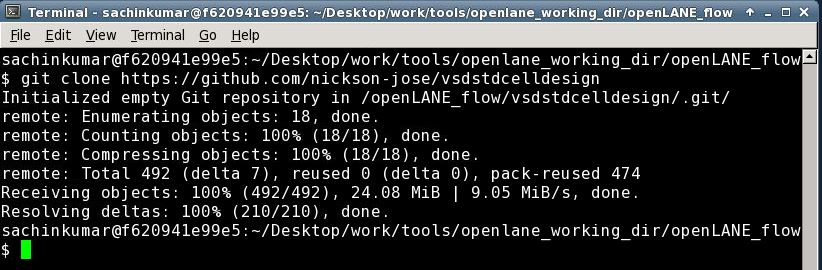 Terminal - sachinkumar@f620941e99e5: ~/Desktop/work/tools/openlane_working_dir/openLANE_flow
File Edit View Terminal Go Help
sachinkumar@f620941e99e5:~/Desktop/work/tools/openlane_working_dir/openLANE_flow
$ git clone https://github.com/nickson-jose/vsdstdcelldesign
Initialized empty Git repository in /openLANE_flow/vsdstdcelldesign/.git/
remote: Enumerating objects: 18, done.
remote: Counting objects: 100% (18/18), done.
remote: Compressing objects: 100% (18/18), done.
remote: Total 492 (delta 7), reused 0 (delta 0), pack-reused 474
Receiving objects: 100% (492/492), 24.08 MiB | 9.05 MiB/s, done.
Resolving deltas: 100% (210/210), done.
sachinkumar@f620941e99e5:~/Desktop/work/tools/openlane_working_dir/openLANE_flow
$